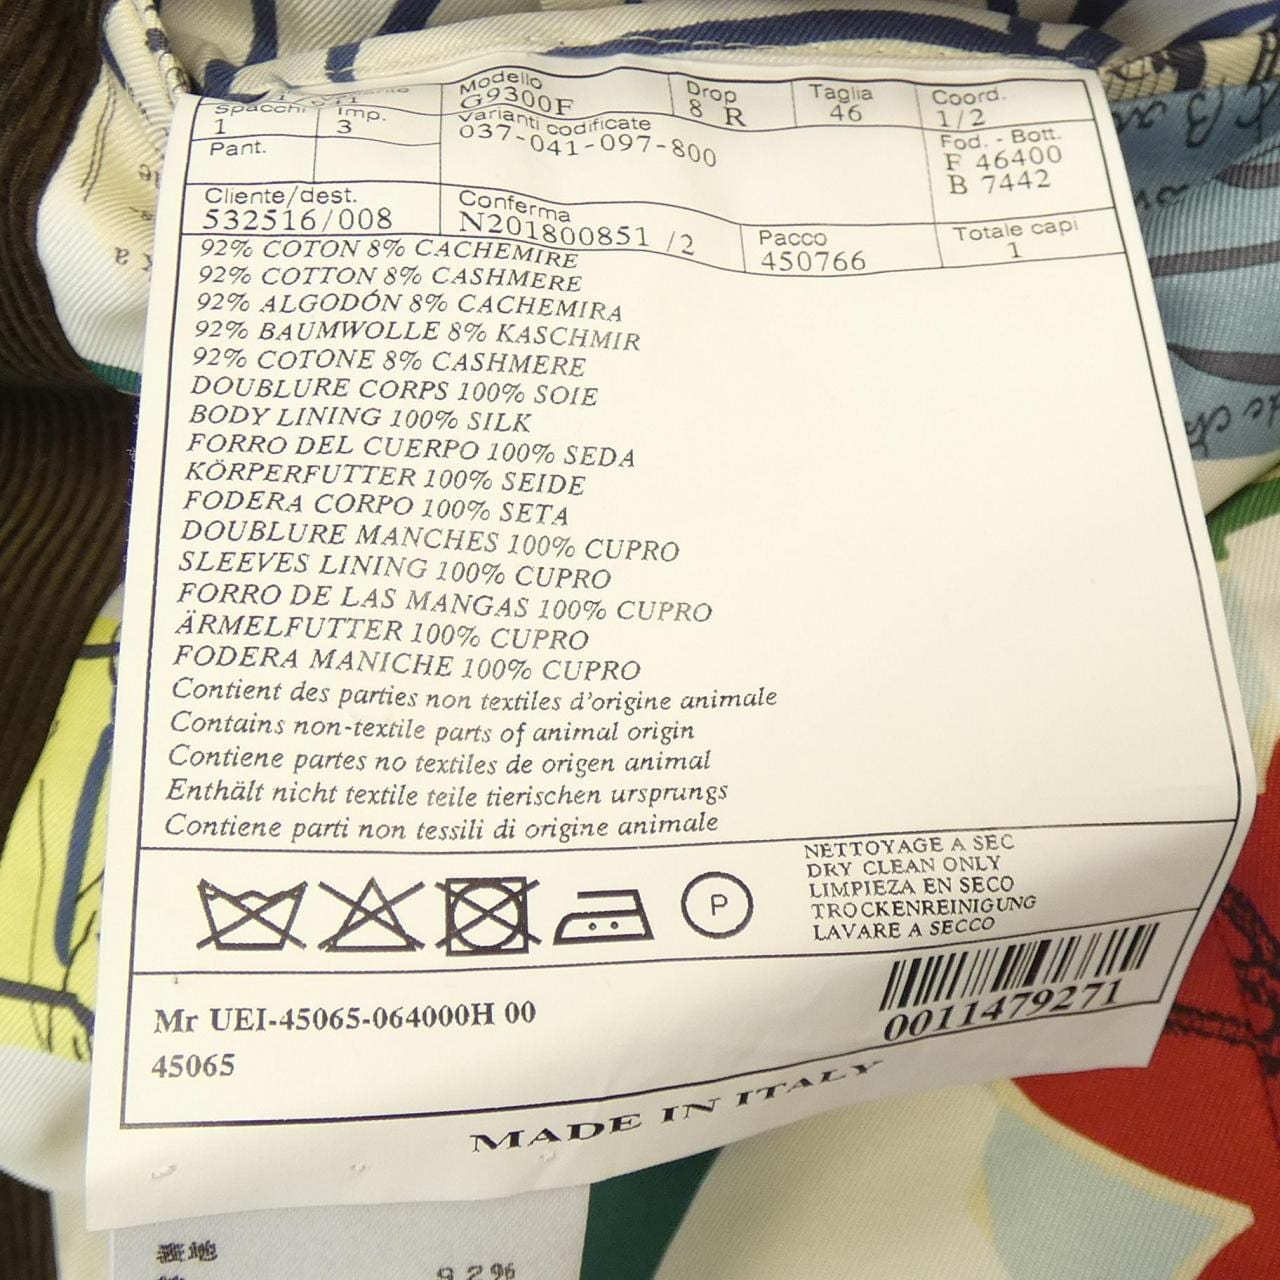 Modello
G9300F
Drop
8 R
Taglia
46
Coord.
1/2
Spacchi
1
Imp.
3
Varianti codificate
037-041-097-800
Fod. - Bott.
F 46400
B 7442
Pant.
Cliente/dest.
532516/008
Conferma
N201800851 /2
Pacco
450766
Totale capi
1
92% COTON 8% CACHEMIRE
92% COTTON 8% CASHMERE
92% ALGODÓN 8% CACHEMIRA
92% BAUMWOLLE 8% KASCHMIR
92% COTONE 8% CASHMERE
DOUBLURE CORPS 100% SOIE
BODY LINING 100% SILK
FORRO DEL CUERPO 100% SEDA
KÖRPERFUTTER 100% SEIDE
FODERA CORPO 100% SETA
DOUBLURE MANCHES 100% CUPRO
SLEEVES LINING 100% CUPRO
FORRO DE LAS MANGAS 100% CUPRO
ÄRMELFUTTER 100% CUPRO
FODERA MANICHE 100% CUPRO
Contient des parties non textiles d'origine animale
Contains non-textile parts of animal origin
Contiene partes no textiles de origen animal
Enthält nicht textile teile tierischen ursprungs
Contiene parti non tessili di origine animale
P
NETTOYAGE A SEC
DRY CLEAN ONLY
LIMPIEZA EN SECO
TROCKENREINIGUNG
LAVARE A SECCO
Mr UEI-45065-064000H 00
45065
0011479271
MADE IN ITALY
92%